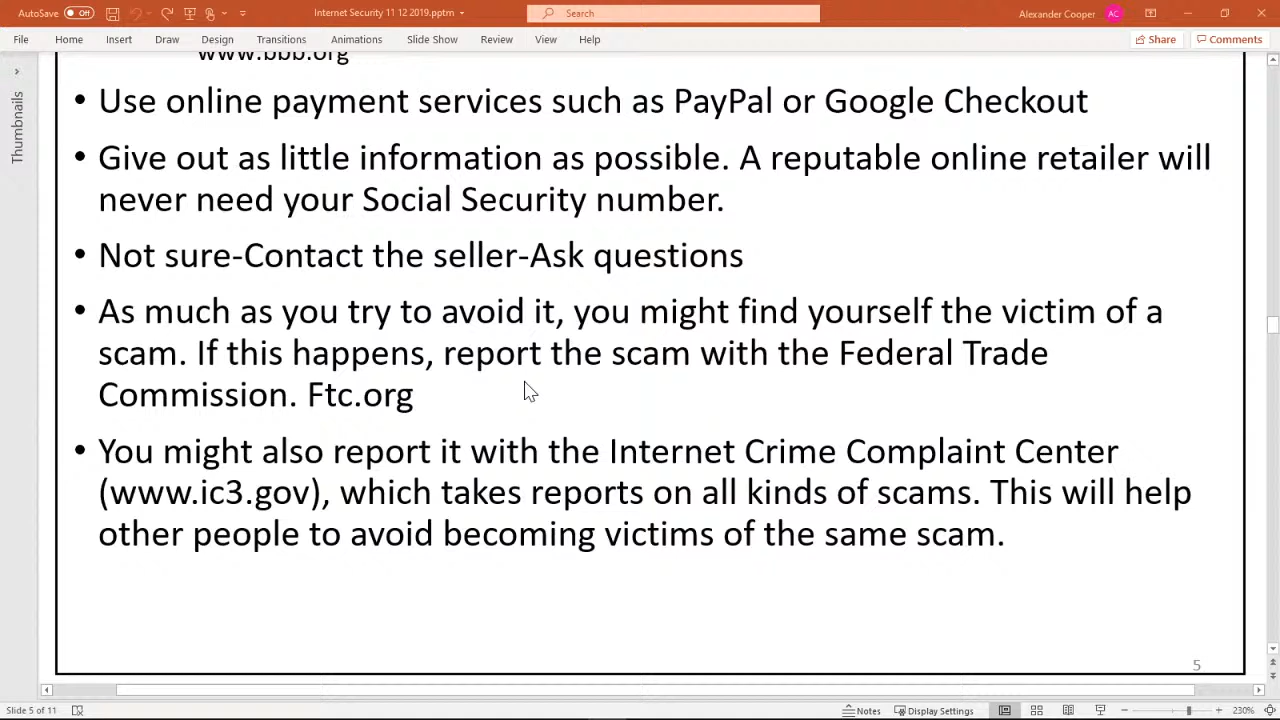 AutoSave Off Internet Security 11 12 2019.pptm Search Alexander Cooper AC
File Home Insert Draw Design Transitions Animations Slide Show Review View Help Share Comments
Thumbnails
www.bbb.org
• Use online payment services such as PayPal or Google Checkout
• Give out as little information as possible. A reputable online retailer will
never need your Social Security number.
• Not sure-Contact the seller-Ask questions
• As much as you try to avoid it, you might find yourself the victim of a
scam. If this happens, report the scam with the Federal Trade
Commission. Ftc.org
• You might also report it with the Internet Crime Complaint Center
(www.ic3.gov), which takes reports on all kinds of scams. This will help
other people to avoid becoming victims of the same scam.
5
Slide 5 of 11 Notes Display Settings 230%